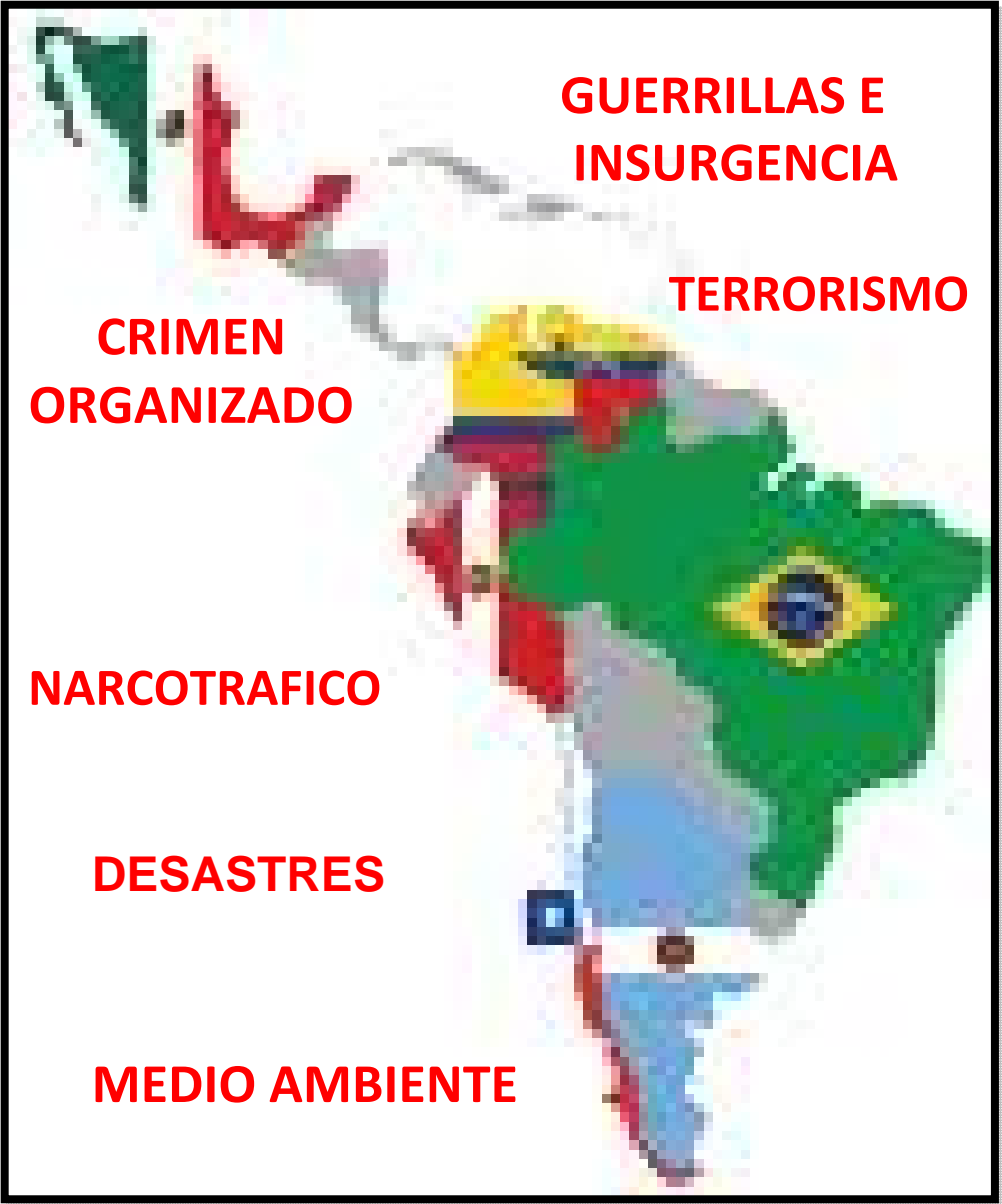 GUERRILLAS E
INSURGENCIA
TERRORISMO
CRIMEN
ORGANIZADO
NARCOTRAFICO
DESASTRES
MEDIO AMBIENTE